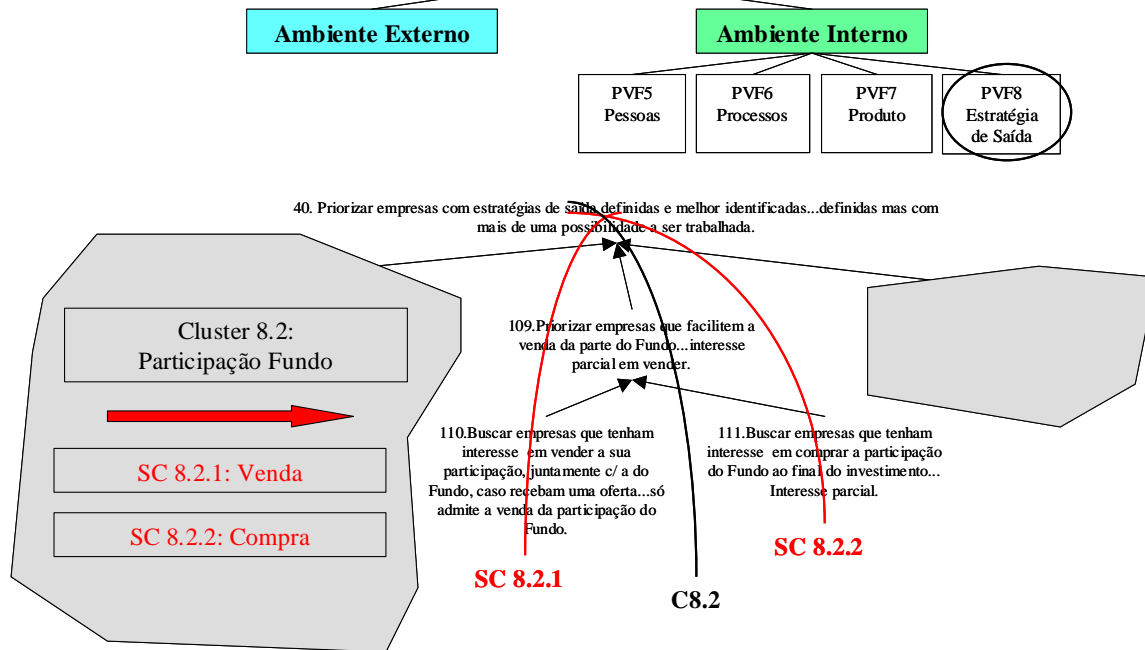 Ambiente Externo
Ambiente Interno
PVF5
Pessoas
PVF6
Processos
PVF7
Produto
PVF8
Estratégia
de Saída
40. Priorizar empresas com estratégias de saída definidas e melhor identificadas...definidas mas com
mais de uma possibilidade a ser trabalhada.
Cluster 8.2:
Participação Fundo
SC 8.2.1: Venda
SC 8.2.2: Compra
109.Priorizar empresas que facilitem a
venda da parte do Fundo...interesse
parcial em vender.
110.Buscar empresas que tenham
interesse em vender a sua
participação, juntamente c/ a do
Fundo, caso recebam uma oferta...só
admite a venda da participação do
Fundo.
111.Buscar empresas que tenham
interesse em comprar a participação
do Fundo ao final do investimento...
Interesse parcial.
SC 8.2.1
C8.2
SC 8.2.2